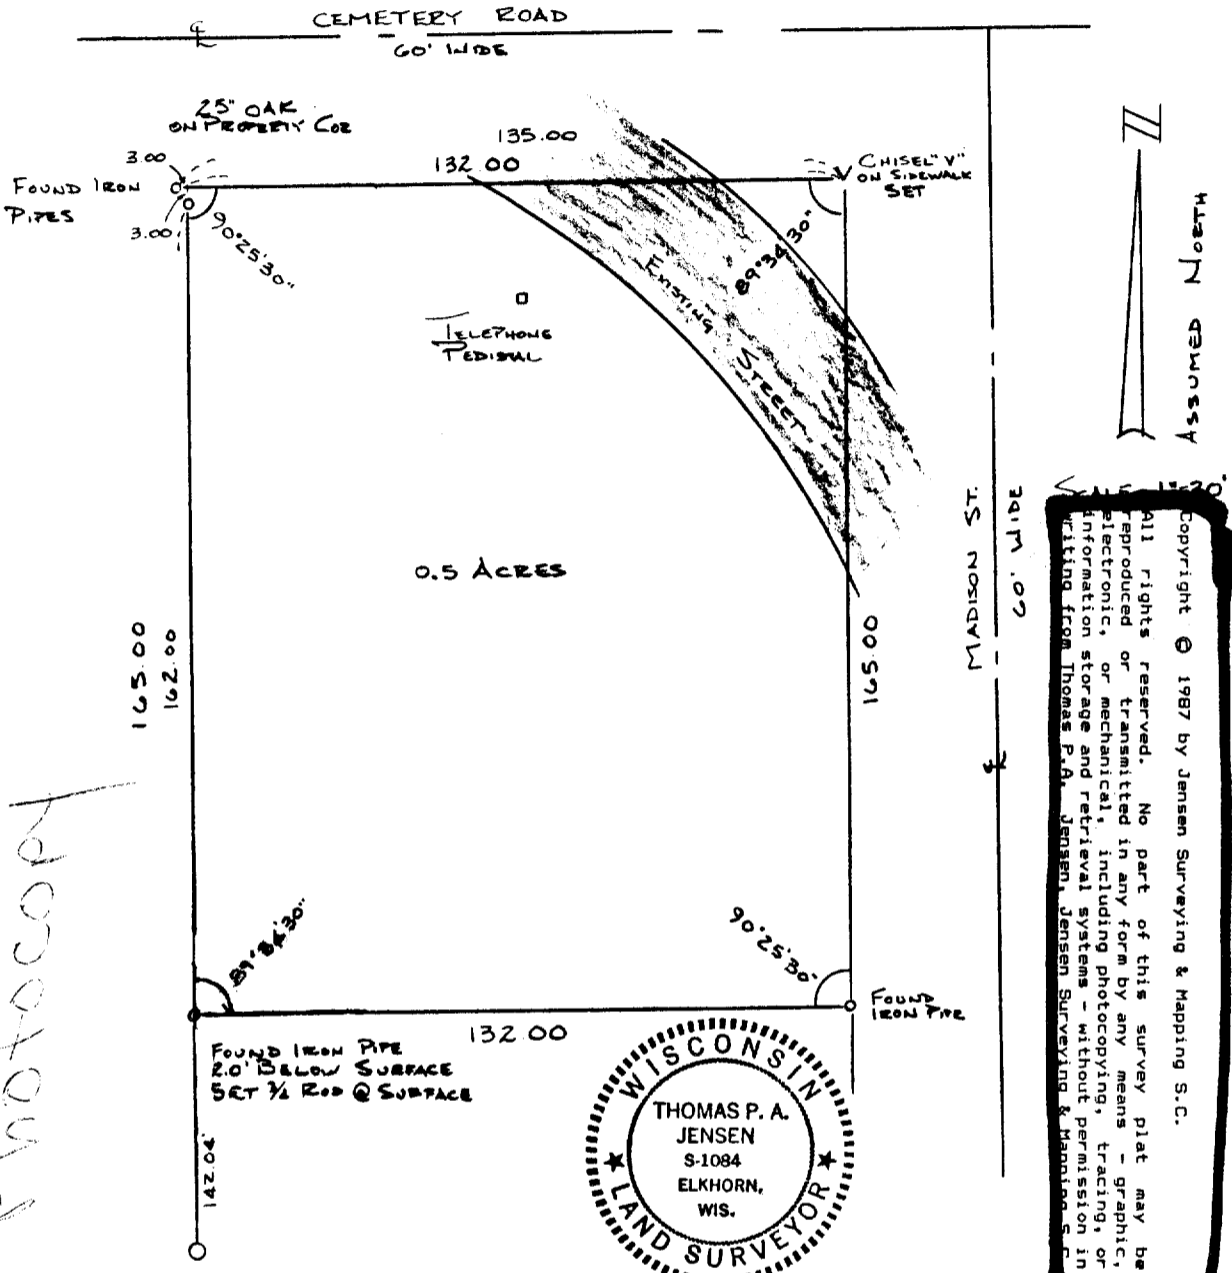 CEMETERY ROAD
60' WIDE
25" OAK
ON PROPERTY COR
135.00
132.00
3.00
3.00
FOUND IRON
PIPES
90°25'30"
CHISEL "V"
ON SIDEWALK
SET
89°34'30"
EXISTING
STREET
TELEPHONE
PEDISTAL
0.5 ACRES
165.00
162.00
165.00
MADISON ST.
60' WIDE
ASSUMED NORTH
1"=30'
Copyright © 1987 by Jensen Surveying & Mapping S.C.
All rights reserved. No part of this survey plat may be
reproduced or transmitted in any form by any means - graphic,
electronic, or mechanical, including photocopying, tracing, or
information storage and retrieval systems - without permission in
writing from Thomas P.A. Jensen, Jensen Surveying & Mapping S.C.
89°34'30"
90°25'30"
FOUND
IRON PIPE
132.00
FOUND IRON PIPE
2.0' BELOW SURFACE
SET 3/4 ROD @ SURFACE
142.04'
WISCONSIN
THOMAS P. A.
JENSEN
S-1084
ELKHORN,
WIS.
LAND SURVEYOR